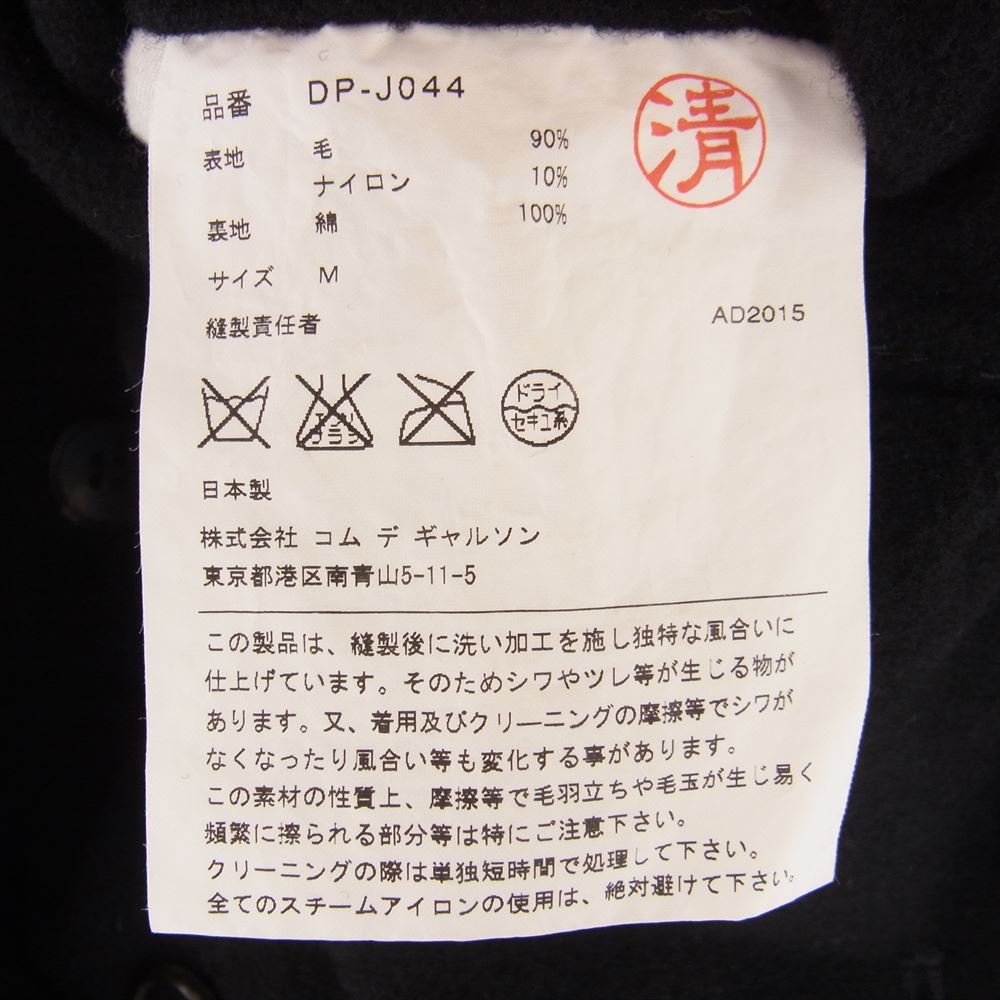 品番 DP-J044
清
表地 毛 90%
ナイロン 10%
裏地 綿 100%
サイズ M
縫製責任者
AD2015
エンソ
サラシ
ドライ
セキユ系
日本製
株式会社 コム デ ギャルソン
東京都港区南青山5-11-5
この製品は、縫製後に洗い加工を施し独特な風合いに
仕上げています。そのためシワやツレ等が生じる物が
あります。又、着用及びクリーニングの摩擦等でシワが
なくなったり風合い等も変化する事があります。
この素材の性質上、摩擦等で毛羽立ちや毛玉が生じ易く
頻繁に擦られる部分等は特にご注意下さい。
クリーニングの際は単独短時間で処理して下さい。
全てのスチームアイロンの使用は、絶対避けて下さい。